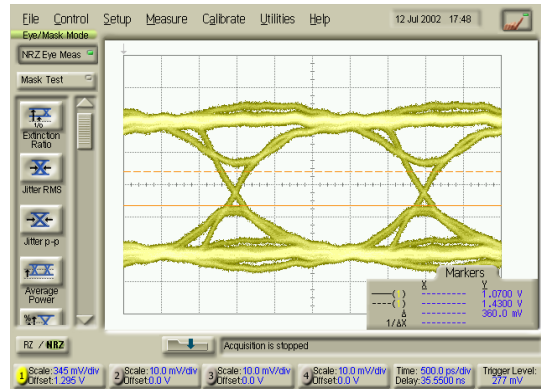 File Control Setup Measure Calibrate Utilities Help 12 Jul 2002 17:48
Eye/Mask Mode
NRZ Eye Meas
Mask Test
Extinction
Ratio
Jitter RMS
Jitter p-p
Average
Power
RZ / NRZ
Acquisition is stopped
Markers
X Y
1.0700 V
1.4300 V
Δ 360.0 mV
1/ΔX
1 Scale:345 mV/div
Offset:1.295 V
2 Scale:10.0 mV/div
Offset:0.0 V
3 Scale:10.0 mV/div
Offset:0.0 V
4 Scale:10.0 mV/div
Offset:0.0 V
Time:500.0 ps/div
Delay:35.5500 ns
Trigger Level:
277 mV